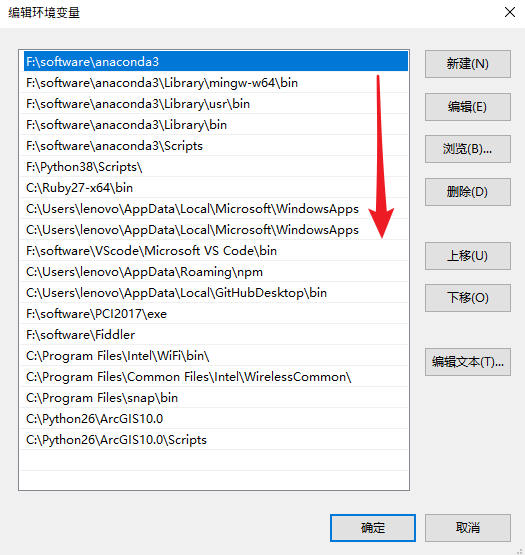 编辑环境变量
F:\software\anaconda3
F:\software\anaconda3\Library\mingw-w64\bin
F:\software\anaconda3\Library\usr\bin
F:\software\anaconda3\Library\bin
F:\software\anaconda3\Scripts
F:\Python38\Scripts\
C:\Ruby27-x64\bin
C:\Users\lenovo\AppData\Local\Microsoft\WindowsApps
C:\Users\lenovo\AppData\Local\Microsoft\WindowsApps
F:\software\VScode\Microsoft VS Code\bin
C:\Users\lenovo\AppData\Roaming\npm
C:\Users\lenovo\AppData\Local\GitHubDesktop\bin
F:\software\PCI2017\exe
F:\software\Fiddler
C:\Program Files\Intel\WiFi\bin\
C:\Program Files\Common Files\Intel\WirelessCommon\
C:\Program Files\snap\bin
C:\Python26\ArcGIS10.0
C:\Python26\ArcGIS10.0\Scripts
新建(N)
编辑(E)
浏览(B)...
删除(D)
上移(U)
下移(O)
编辑文本(T)...
确定
取消